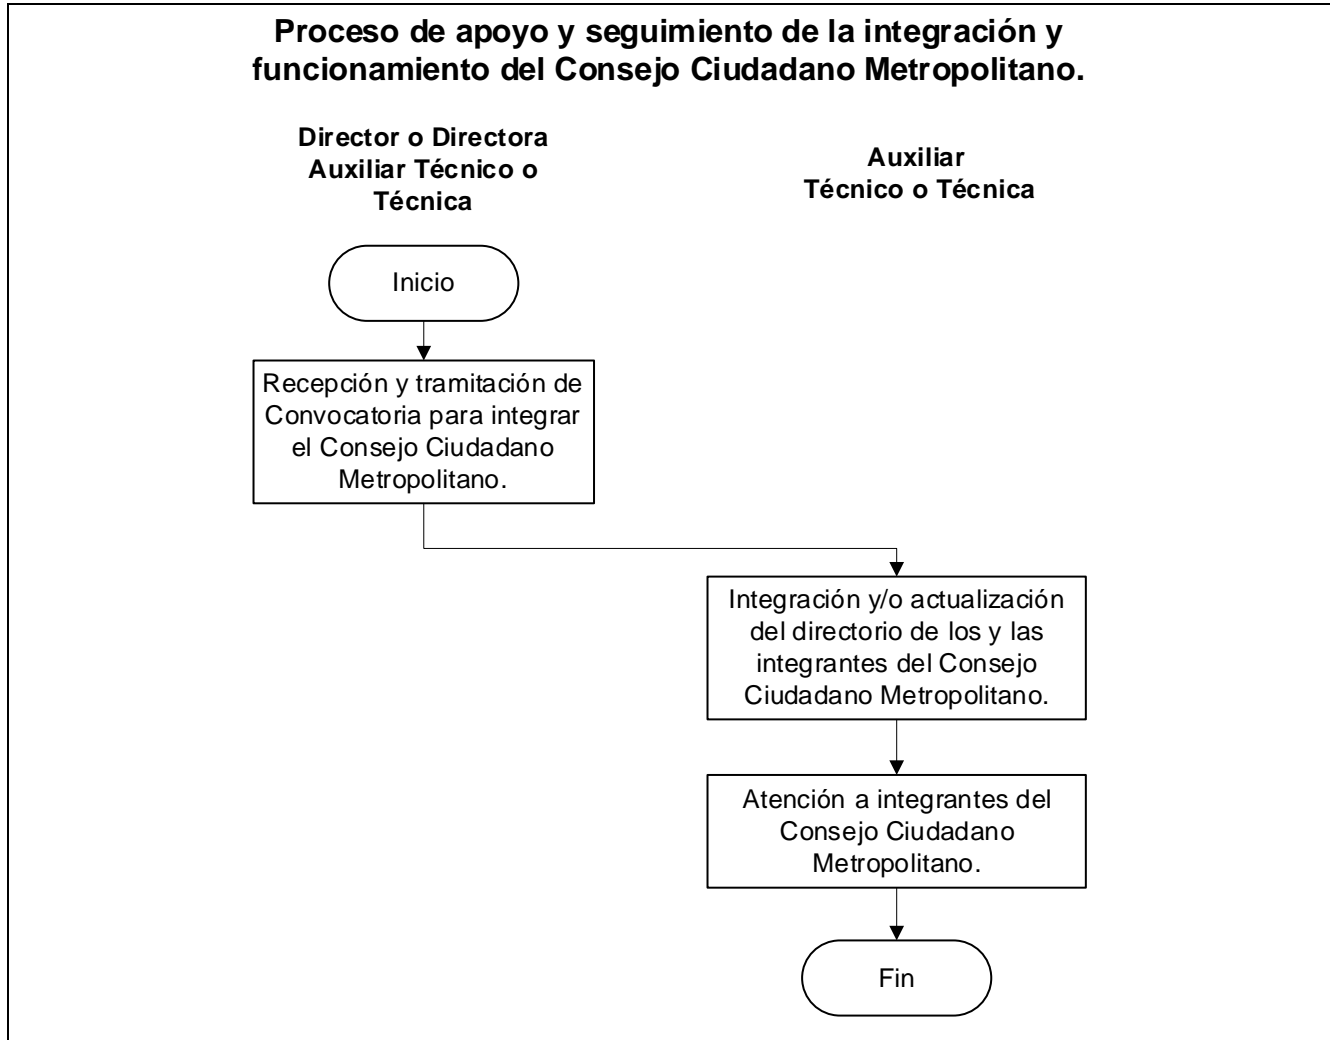 Proceso de apoyo y seguimiento de la integración y
funcionamiento del Consejo Ciudadano Metropolitano.
Director o Directora
Auxiliar Técnico o
Técnica
Auxiliar
Técnico o Técnica
Inicio
Recepción y tramitación de
Convocatoria para integrar
el Consejo Ciudadano
Metropolitano.
Integración y/o actualización
del directorio de los y las
integrantes del Consejo
Ciudadano Metropolitano.
Atención a integrantes del
Consejo Ciudadano
Metropolitano.
Fin